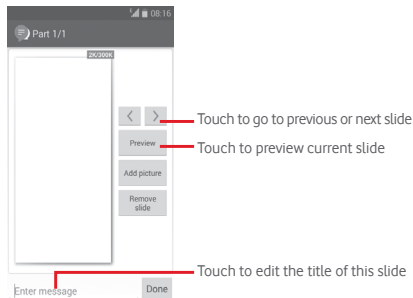 08:16
Part 1/1
2K/300K
Touch to go to previous or next slide
Preview
Touch to preview current slide
Add picture
Remove
slide
Touch to edit the title of this slide
Enter message
Done